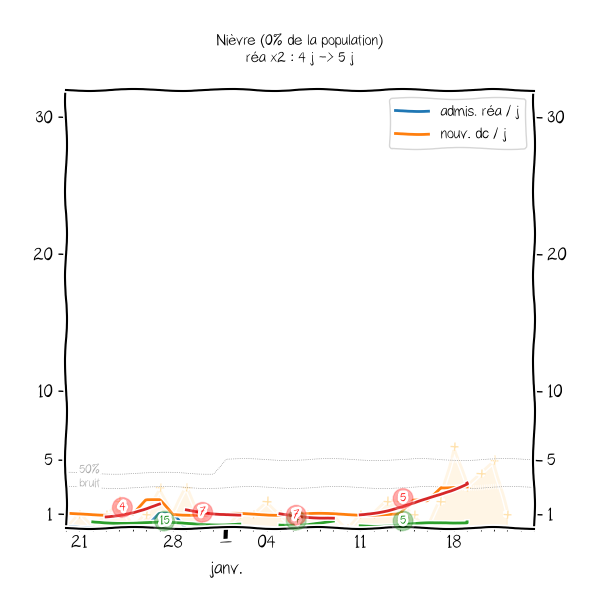 Nièvre (0% de la population)
réa x2 : 4 j -> 5 j
admis. réa / j
nouv. dc / j
30 30
20 20
10 10
5 5
50%
bruit
4 7 7 5
15 5
1 1
21 28 1 04 11 18
janv.